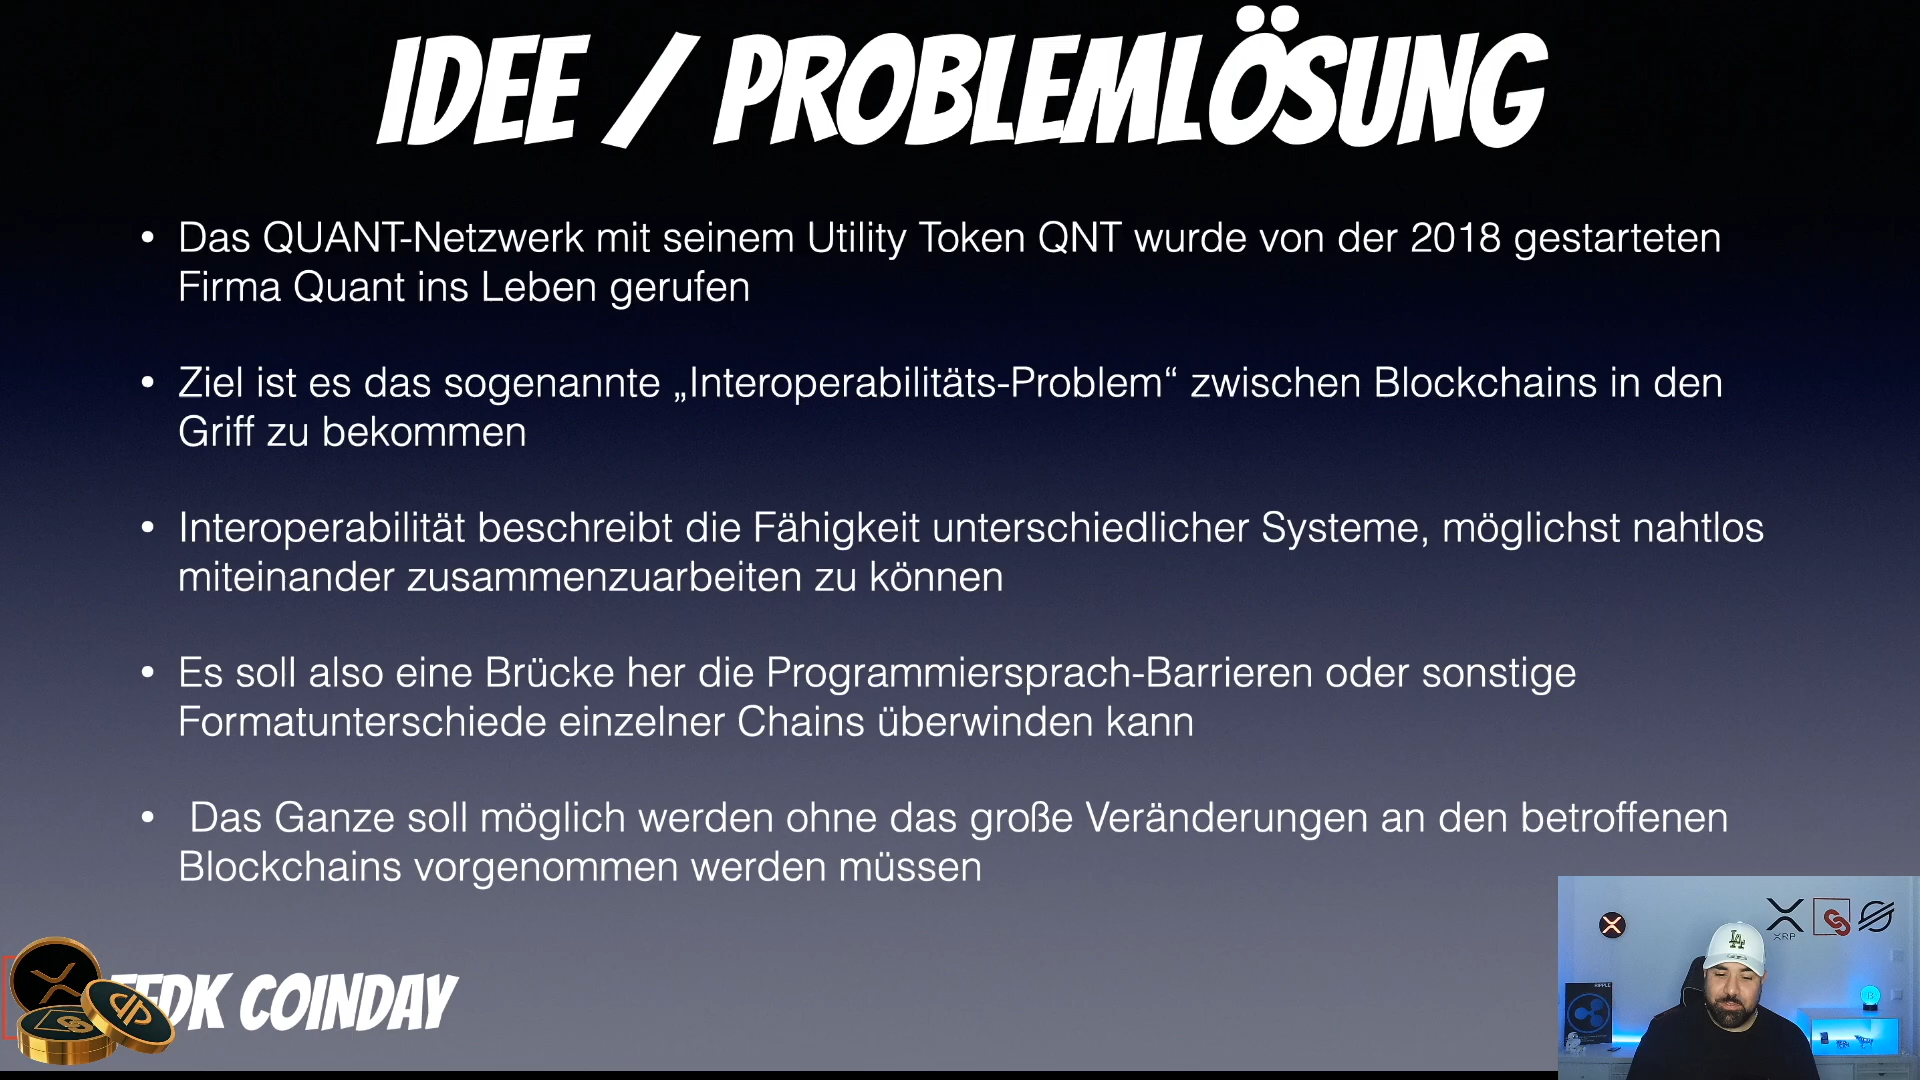 IDEE / PROBLEMLÖSUNG
• Das QUANT-Netzwerk mit seinem Utility Token QNT wurde von der 2018 gestarteten
Firma Quant ins Leben gerufen
• Ziel ist es das sogenannte „Interoperabilitäts-Problem“ zwischen Blockchains in den
Griff zu bekommen
• Interoperabilität beschreibt die Fähigkeit unterschiedlicher Systeme, möglichst nahtlos
miteinander zusammenzuarbeiten zu können
• Es soll also eine Brücke her die Programmiersprach-Barrieren oder sonstige
Formatunterschiede einzelner Chains überwinden kann
• Das Ganze soll möglich werden ohne das große Veränderungen an den betroffenen
Blockchains vorgenommen werden müssen
COINDAY
XRP
RIPPLE
LA